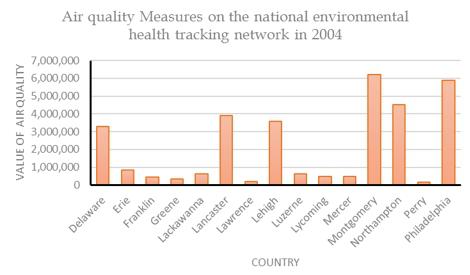 Air quality Measures on the national environmental
health tracking network in 2004
VALUE OF AIR QUALITY
7,000,000
6,000,000
5,000,000
4,000,000
3,000,000
2,000,000
1,000,000
0
Delaware
Erie
Franklin
Greene
Lackawanna
Lancaster
Lawrence
Lehigh
Luzerne
Lycoming
Mercer
Montgomery
Northampton
Perry
Philadelphia
COUNTRY